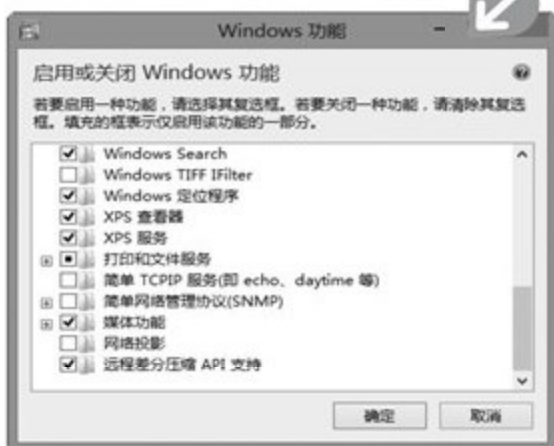 Windows 功能
启用或关闭 Windows 功能
若要启用一种功能，请选择其复选框。若要关闭一种功能，请清除其复选
框。填充的框表示仅启用该功能的一部分。
Windows Search
Windows TIFF IFilter
Windows 定位程序
XPS 查看器
XPS 服务
打印和文件服务
简单 TCPIP 服务(即 echo、daytime 等)
简单网络管理协议(SNMP)
媒体功能
网络投影
远程差分压缩 API 支持
确定 取消